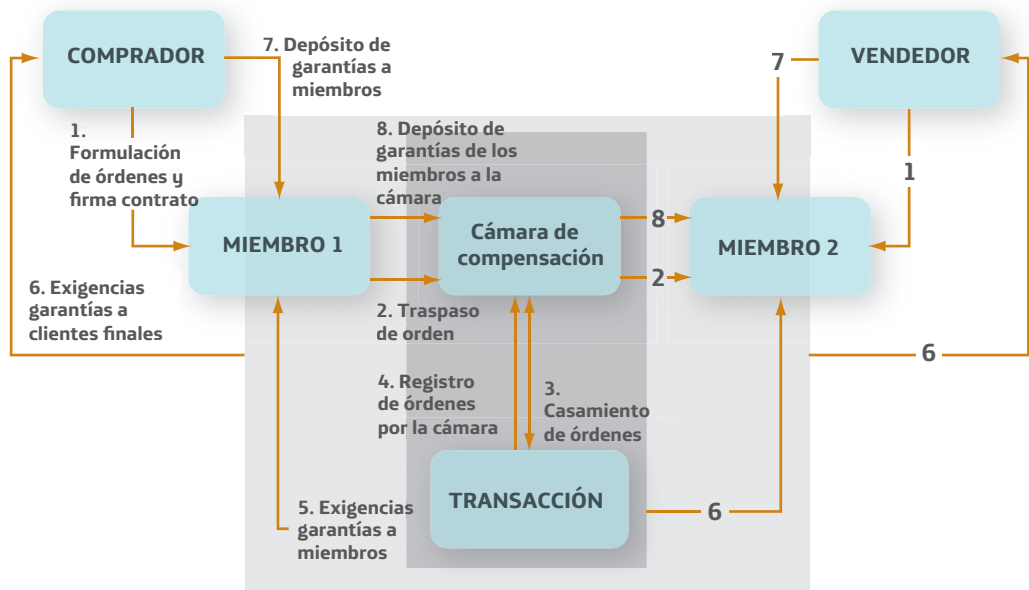 COMPRADOR
7. Depósito de
garantías a
miembros
7
VENDEDOR
1.
Formulación
de órdenes y
firma contrato
8. Depósito de
garantías de los
miembros a la
cámara
1
MIEMBRO 1
Cámara de
compensación
8
2
MIEMBRO 2
6. Exigencias
garantías a
clientes finales
2. Traspaso
de orden
6
4. Registro
de órdenes
por la cámara
3.
Casamiento
de órdenes
5. Exigencias
garantías a
miembros
TRANSACCIÓN
6